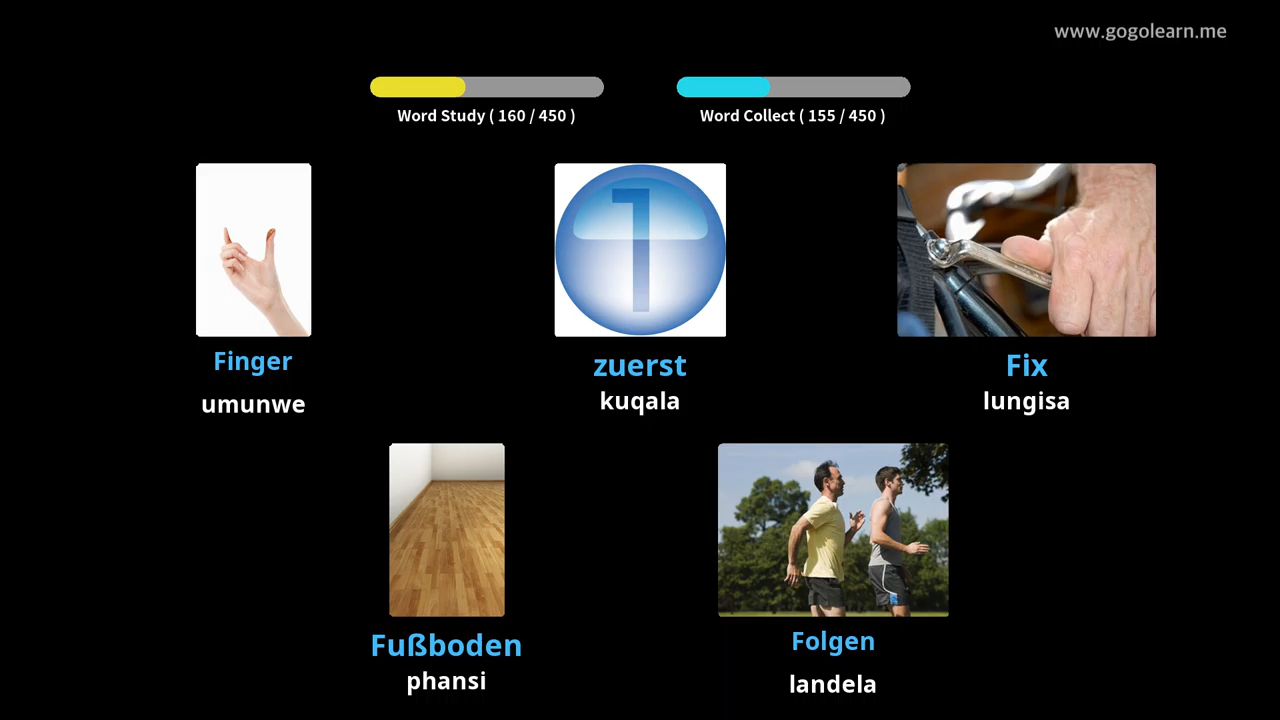 www.gogolearn.me
Word Study ( 160 / 450 )
Word Collect ( 155 / 450 )
1
Finger
umunwe
zuerst
kuqala
Fix
lungisa
Fußboden
phansi
Folgen
landela